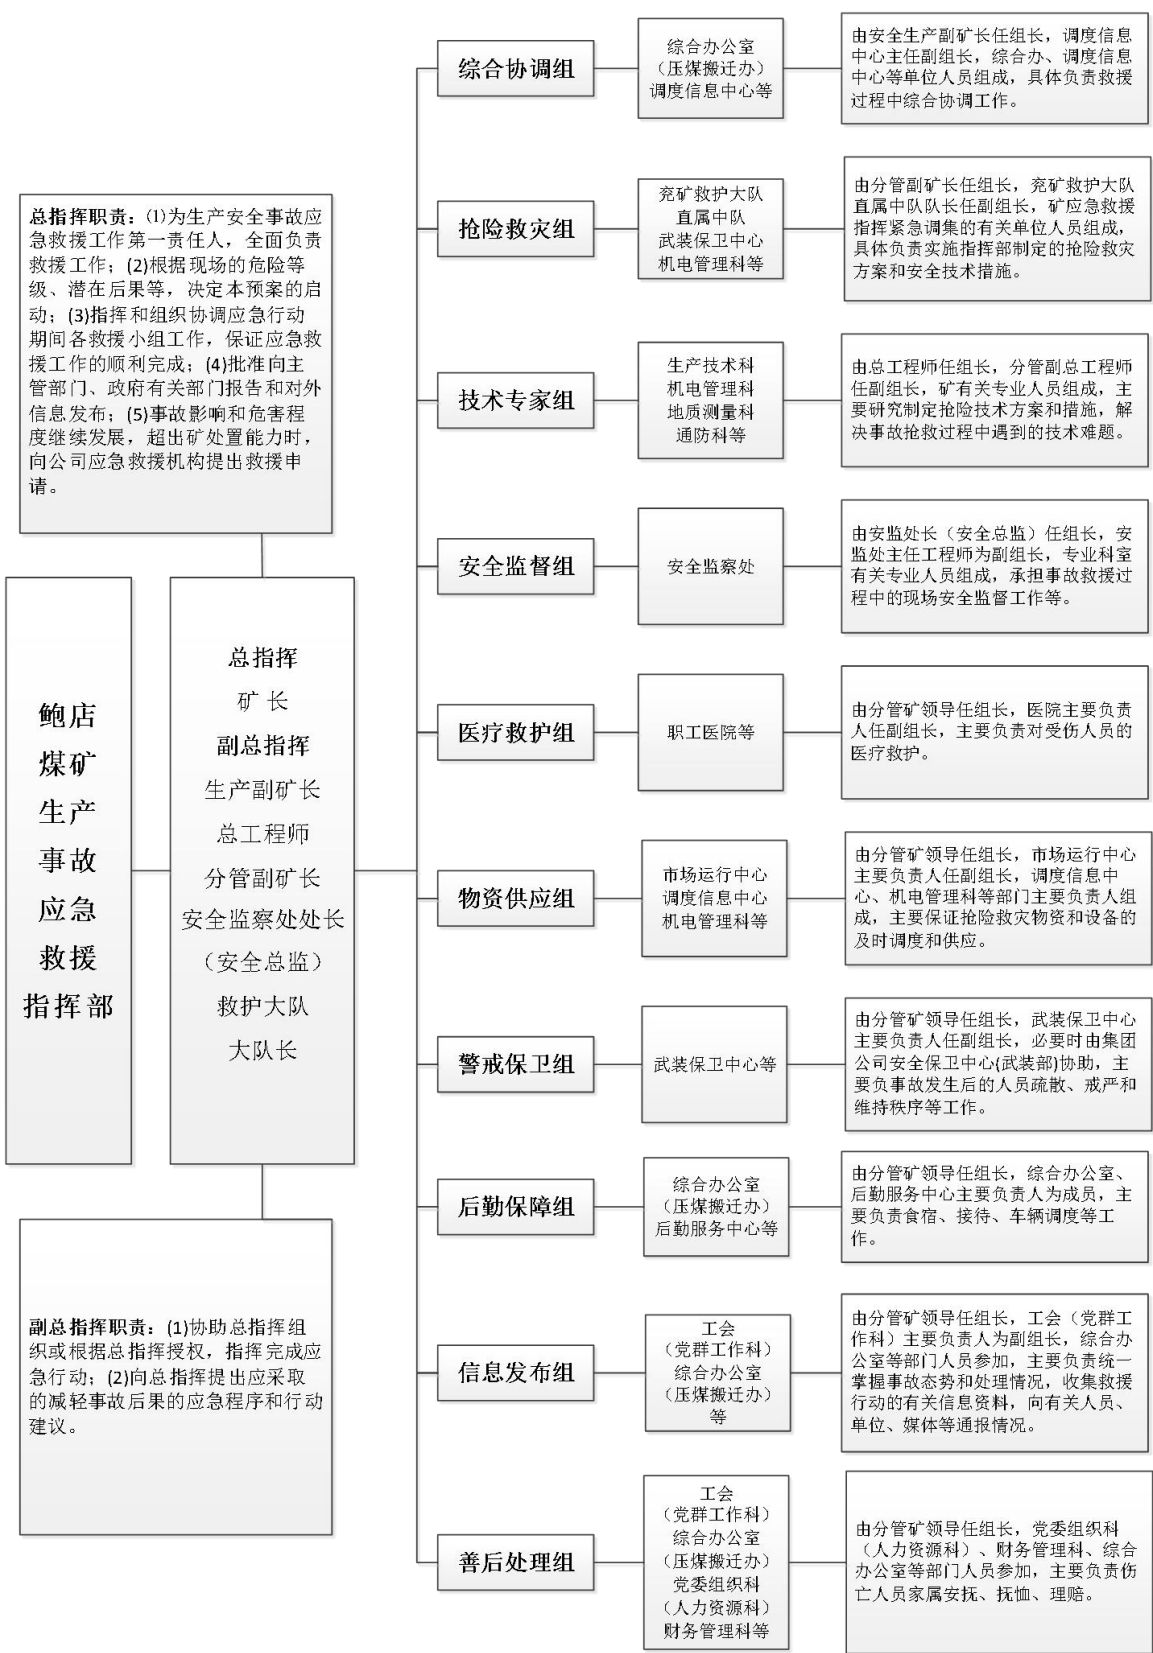 鲍店
煤矿
生产
事故
应急
救援
指挥部
总指挥职责：⑴为生产安全事故应
急救援工作第一责任人，全面负责
救援工作；(2)根据现场的危险等
级、潜在后果等，决定本预案的启
动；(3)指挥和组织协调应急行动
期间各救援小组工作，保证应急救
援工作的顺利完成；(4)批准向主
管部门、政府有关部门报告和对外
信息发布；(5)事故影响和危害程
度继续发展，超出矿处置能力时，
向公司应急救援机构提出救援申
请。
总指挥
矿 长
副总指挥
生产副矿长
总工程师
分管副矿长
安全监察处处长
（安全总监）
救护大队
大队长
副总指挥职责：(1)协助总指挥组
织或根据总指挥授权，指挥完成应
急行动；(2)向总指挥提出应采取
的减轻事故后果的应急程序和行动
建议。
综合协调组
综合办公室
（压煤搬迁办）
调度信息中心等
由安全生产副矿长任组长，调度信息
中心主任副组长，综合办、调度信息
中心等单位人员组成，具体负责救援
过程中综合协调工作。
抢险救灾组
兖矿救护大队
直属中队
武装保卫中心
机电管理科等
由分管副矿长任组长，兖矿救护大队
直属中队队长任副组长，矿应急救援
指挥紧急调集的有关单位人员组成，
具体负责实施指挥部制定的抢险救灾
方案和安全技术措施。
技术专家组
生产技术科
机电管理科
地质测量科
通防科等
由总工程师任组长，分管副总工程师
任副组长，矿有关专业人员组成，主
要研究制定抢险技术方案和措施，解
决事故抢救过程中遇到的技术难题。
安全监督组
安全监察处
由安监处长（安全总监）任组长，安
监处主任工程师为副组长，专业科室
有关专业人员组成，承担事故救援过
程中的现场安全监督工作等。
医疗救护组
职工医院等
由分管矿领导任组长，医院主要负责
人任副组长，主要负责对受伤人员的
医疗救护。
物资供应组
市场运行中心
调度信息中心
机电管理科等
由分管矿领导任组长，市场运行中心
主要负责人任副组长，调度信息中
心、机电管理科等部门主要负责人组
成，主要保证抢险救灾物资和设备的
及时调度和供应。
警戒保卫组
武装保卫中心等
由分管矿领导任组长，武装保卫中心
主要负责人任副组长，必要时由集团
公司安全保卫中心(武装部)协助，主
要负事故发生后的人员疏散、戒严和
维持秩序等工作。
后勤保障组
综合办公室
（压煤搬迁办）
后勤服务中心等
由分管矿领导任组长，综合办公室、
后勤服务中心主要负责人为成员，主
要负责食宿、接待、车辆调度等工
作。
信息发布组
工会
（党群工作科）
综合办公室
（压煤搬迁办）
等
由分管矿领导任组长，工会（党群工
作科）主要负责人为副组长，综合办
公室等部门人员参加，主要负责统一
掌握事故态势和处理情况，收集救援
行动的有关信息资料，向有关人员、
单位、媒体等通报情况。
善后处理组
工会
（党群工作科）
综合办公室
（压煤搬迁办）
党委组织科
（人力资源科）
财务管理科等
由分管矿领导任组长，党委组织科
（人力资源科）、财务管理科、综合
办公室等部门人员参加，主要负责伤
亡人员家属安抚、抚恤、理赔。